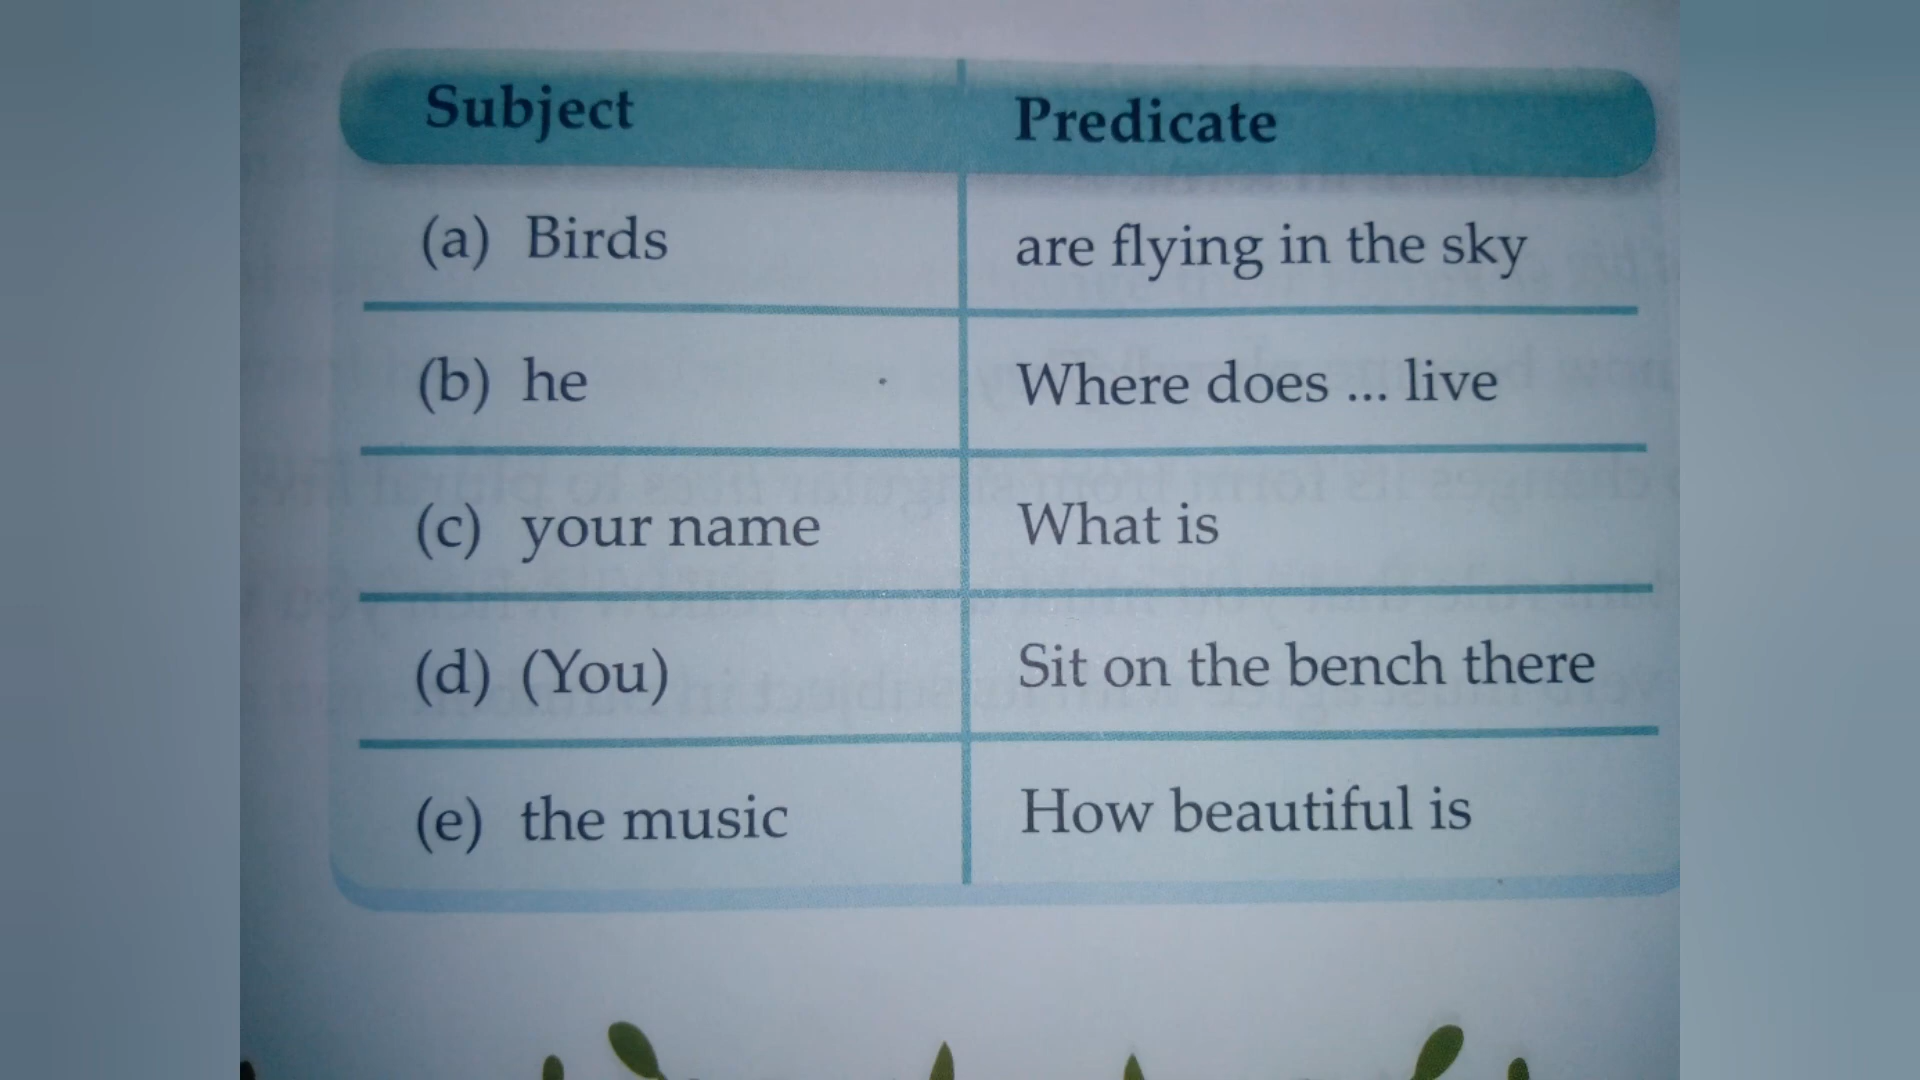 Subject Predicate
(a) Birds are flying in the sky
(b) he Where does ... live
(c) your name What is
(d) (You) Sit on the bench there
(e) the music How beautiful is